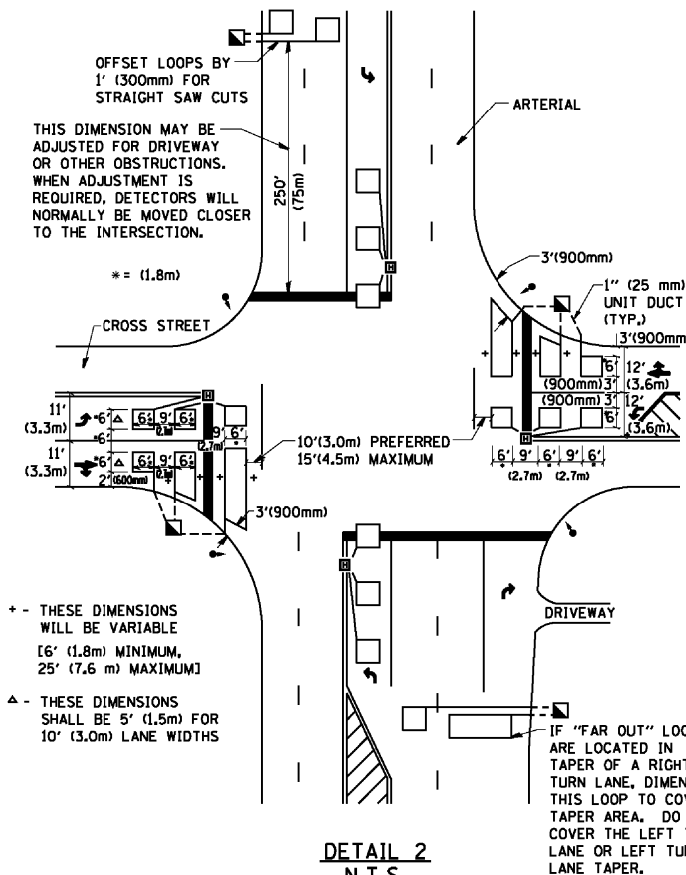 OFFSET LOOPS BY
1' (300mm) FOR
STRAIGHT SAW CUTS
ARTERIAL
THIS DIMENSION MAY BE
ADJUSTED FOR DRIVEWAY
OR OTHER OBSTRUCTIONS.
WHEN ADJUSTMENT IS
REQUIRED, DETECTORS WILL
NORMALLY BE MOVED CLOSER
TO THE INTERSECTION.
250'
(75m)
* = (1.8m)
3'(900mm)
1" (25 mm)
UNIT DUCT
(TYP.)
CROSS STREET
3'(900mm)
12'
(3.6m)
(900mm) 3'
(900mm) 3'
12'
(3.6m)
*6'
*6'
11'
(3.3m)
*6'
*6'
11'
(3.3m)
*6'
2'
(600mm)
6' 9' 6'
6' 9' 6'
9' 6'
(2.7m)
10'(3.0m) PREFERRED
15'(4.5m) MAXIMUM
6' 9' 6' 9' 6'
(2.7m) (2.7m)
3'(900mm)
H
H
H
H
+ - THESE DIMENSIONS
WILL BE VARIABLE
[6' (1.8m) MINIMUM,
25' (7.6 m) MAXIMUM]
DRIVEWAY
Δ - THESE DIMENSIONS
SHALL BE 5' (1.5m) FOR
10' (3.0m) LANE WIDTHS
IF "FAR OUT" LOO
ARE LOCATED IN
TAPER OF A RIGHT
TURN LANE, DIMEN
THIS LOOP TO COV
TAPER AREA. DO
COVER THE LEFT T
LANE OR LEFT TUR
LANE TAPER.
DETAIL 2
N.T.S.